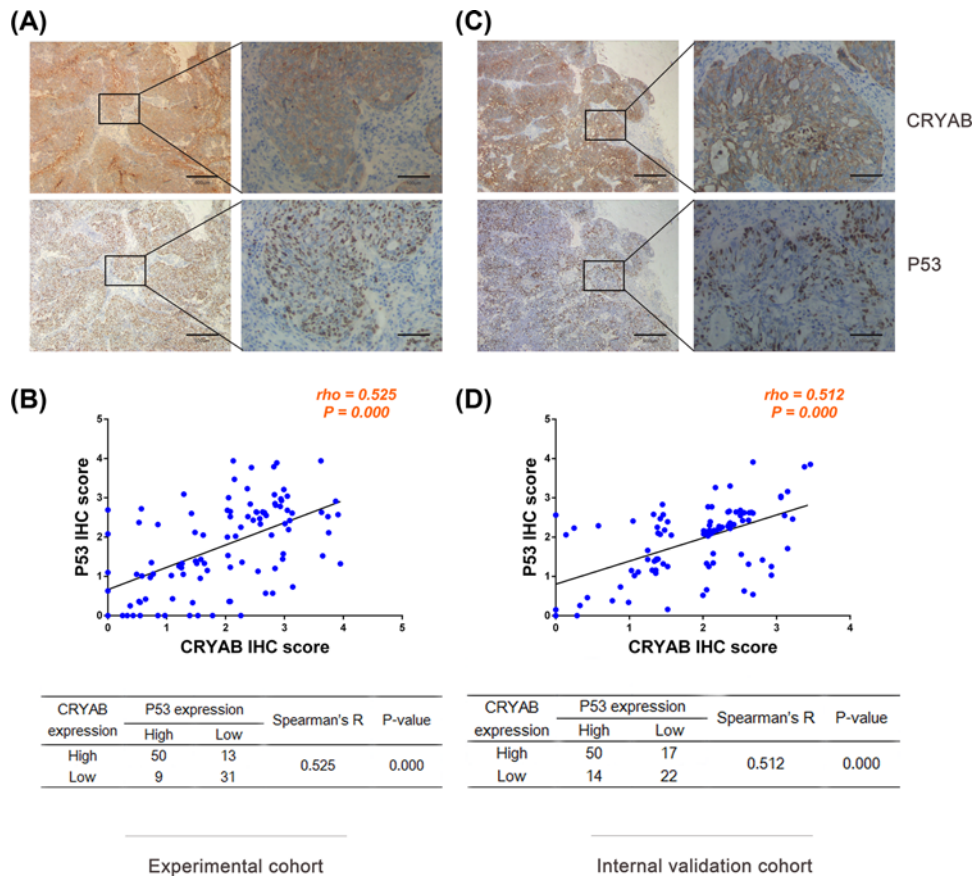 (A)
(C)
CRYAB
P53
(B)
rho = 0.525
P = 0.000
5
4
3
2
1
0
P53 IHC score
0 1 2 3 4 5
CRYAB IHC score
(D)
rho = 0.512
P = 0.000
5
4
3
2
1
0
P53 IHC score
0 1 2 3 4
CRYAB IHC score
CRYAB expression P53 expression Spearman's R P-value
High Low
High 50 13 0.525 0.000
Low 9 31
CRYAB expression P53 expression Spearman's R P-value
High Low
High 50 17 0.512 0.000
Low 14 22
Experimental cohort
Internal validation cohort